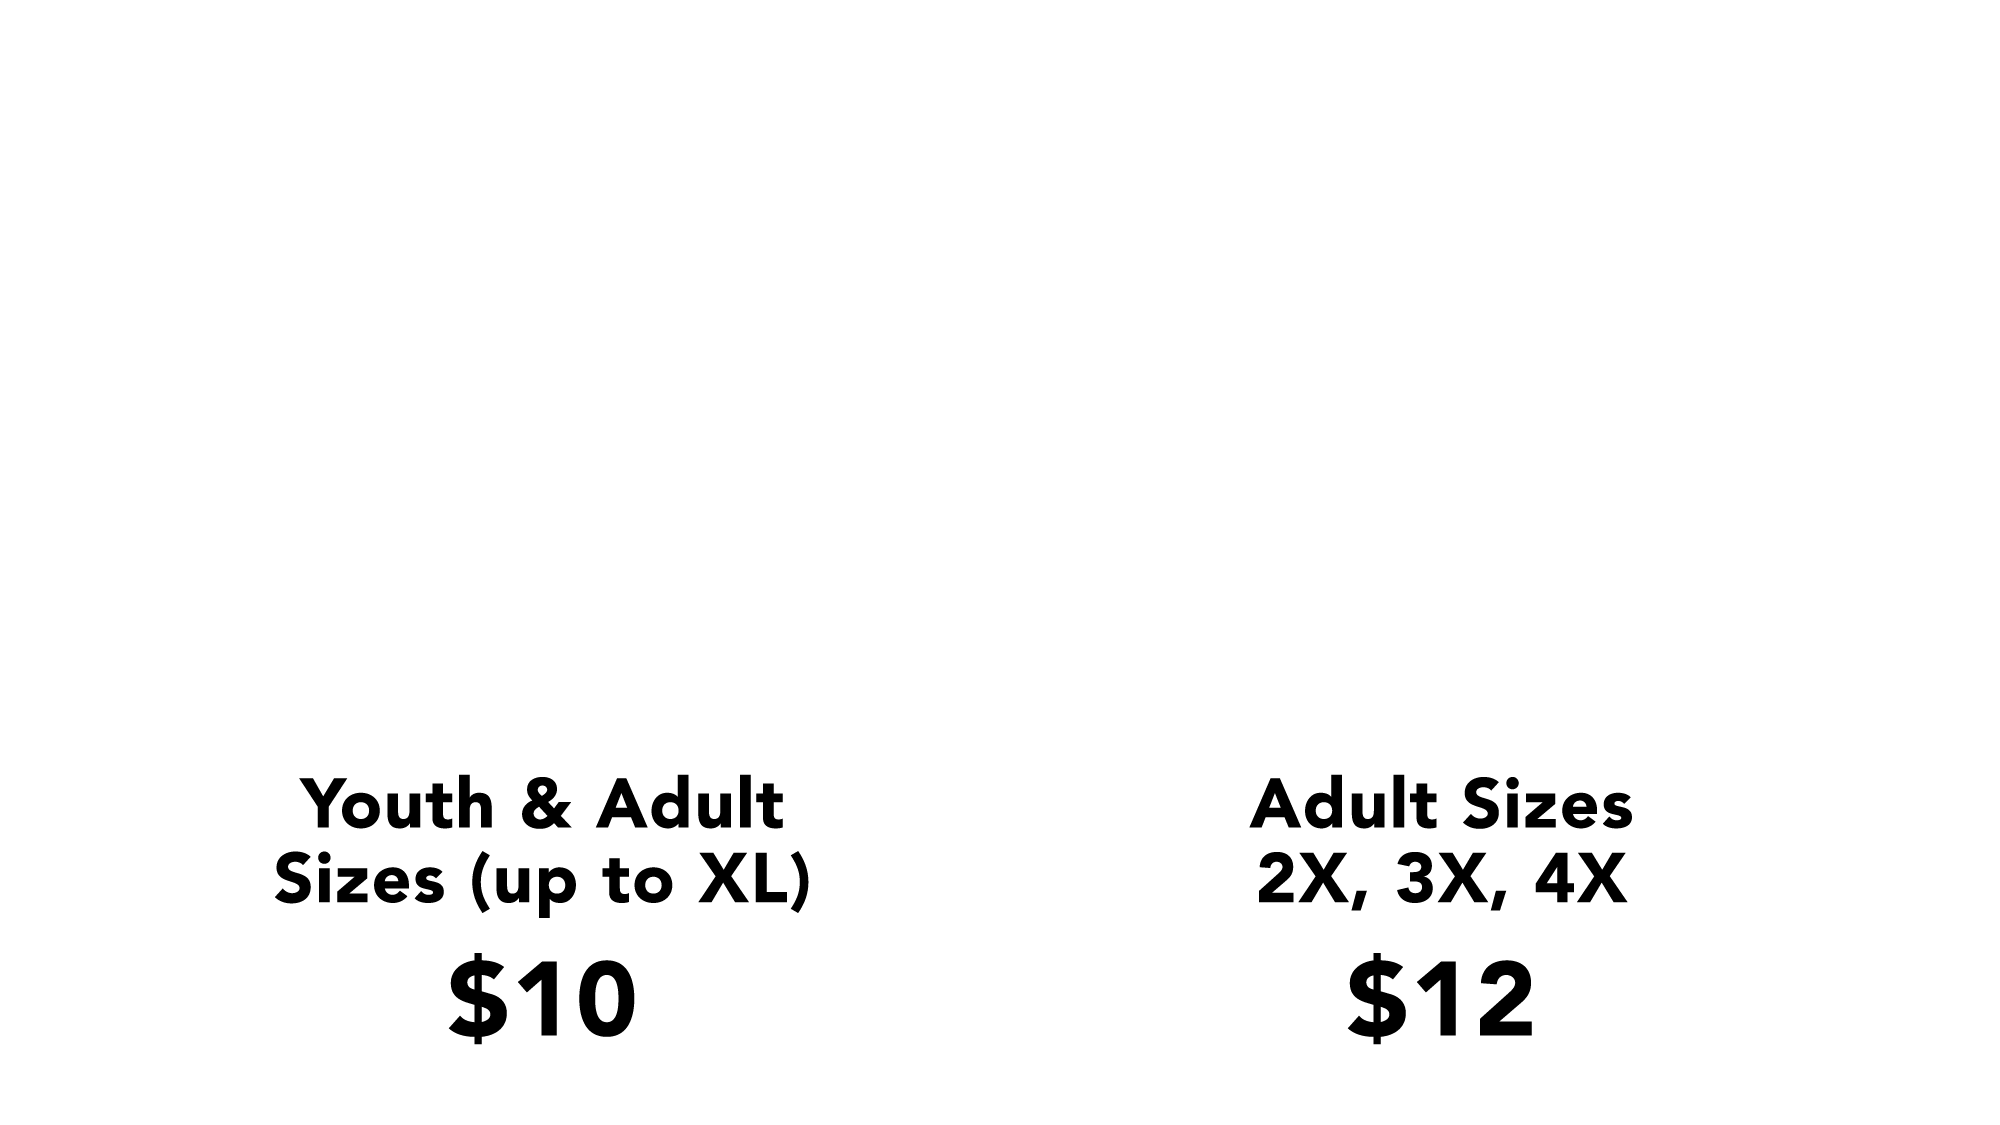 Youth & Adult
Sizes (up to XL)
$10
Adult Sizes
2X, 3X, 4X
$12